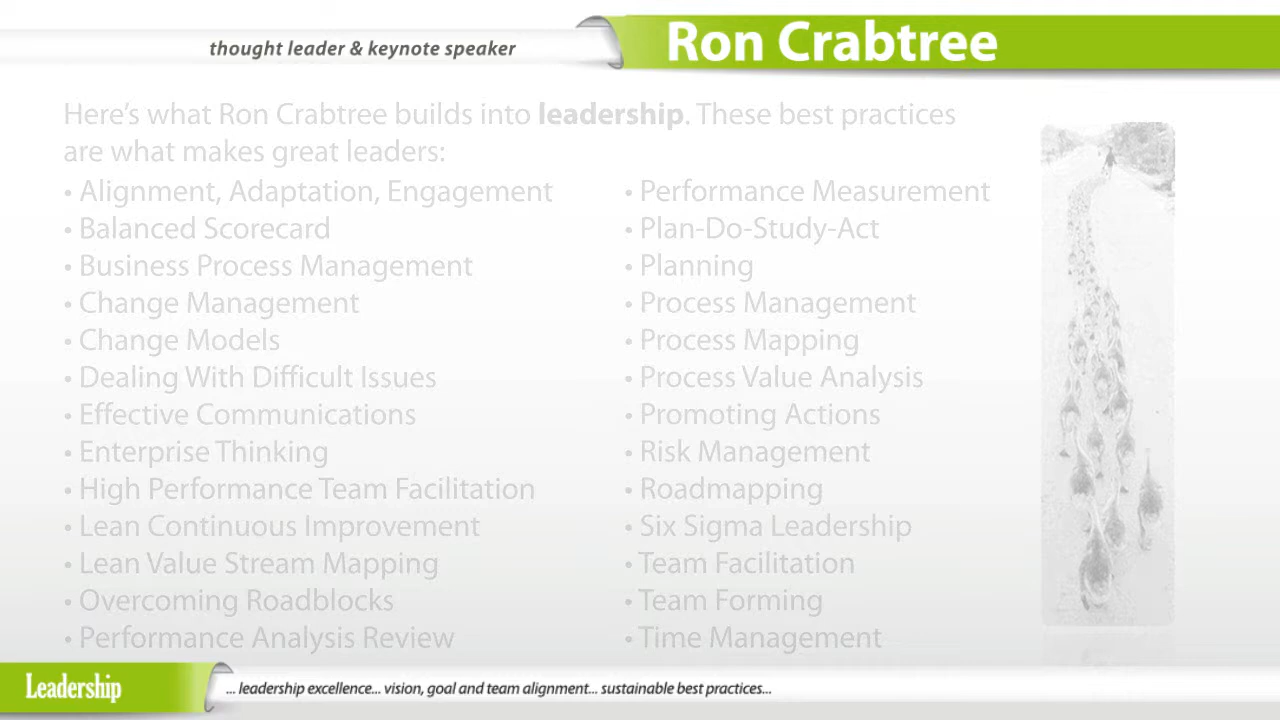 thought leader & keynote speaker
Ron Crabtree
Here’s what Ron Crabtree builds into leadership. These best practices
are what makes great leaders:
• Alignment, Adaptation, Engagement
• Balanced Scorecard
• Business Process Management
• Change Management
• Change Models
• Dealing With Difficult Issues
• Effective Communications
• Enterprise Thinking
• High Performance Team Facilitation
• Lean Continuous Improvement
• Lean Value Stream Mapping
• Overcoming Roadblocks
• Performance Analysis Review
• Performance Measurement
• Plan-Do-Study-Act
• Planning
• Process Management
• Process Mapping
• Process Value Analysis
• Promoting Actions
• Risk Management
• Roadmapping
• Six Sigma Leadership
• Team Facilitation
• Team Forming
• Time Management
Leadership
... leadership excellence... vision, goal and team alignment... sustainable best practices...